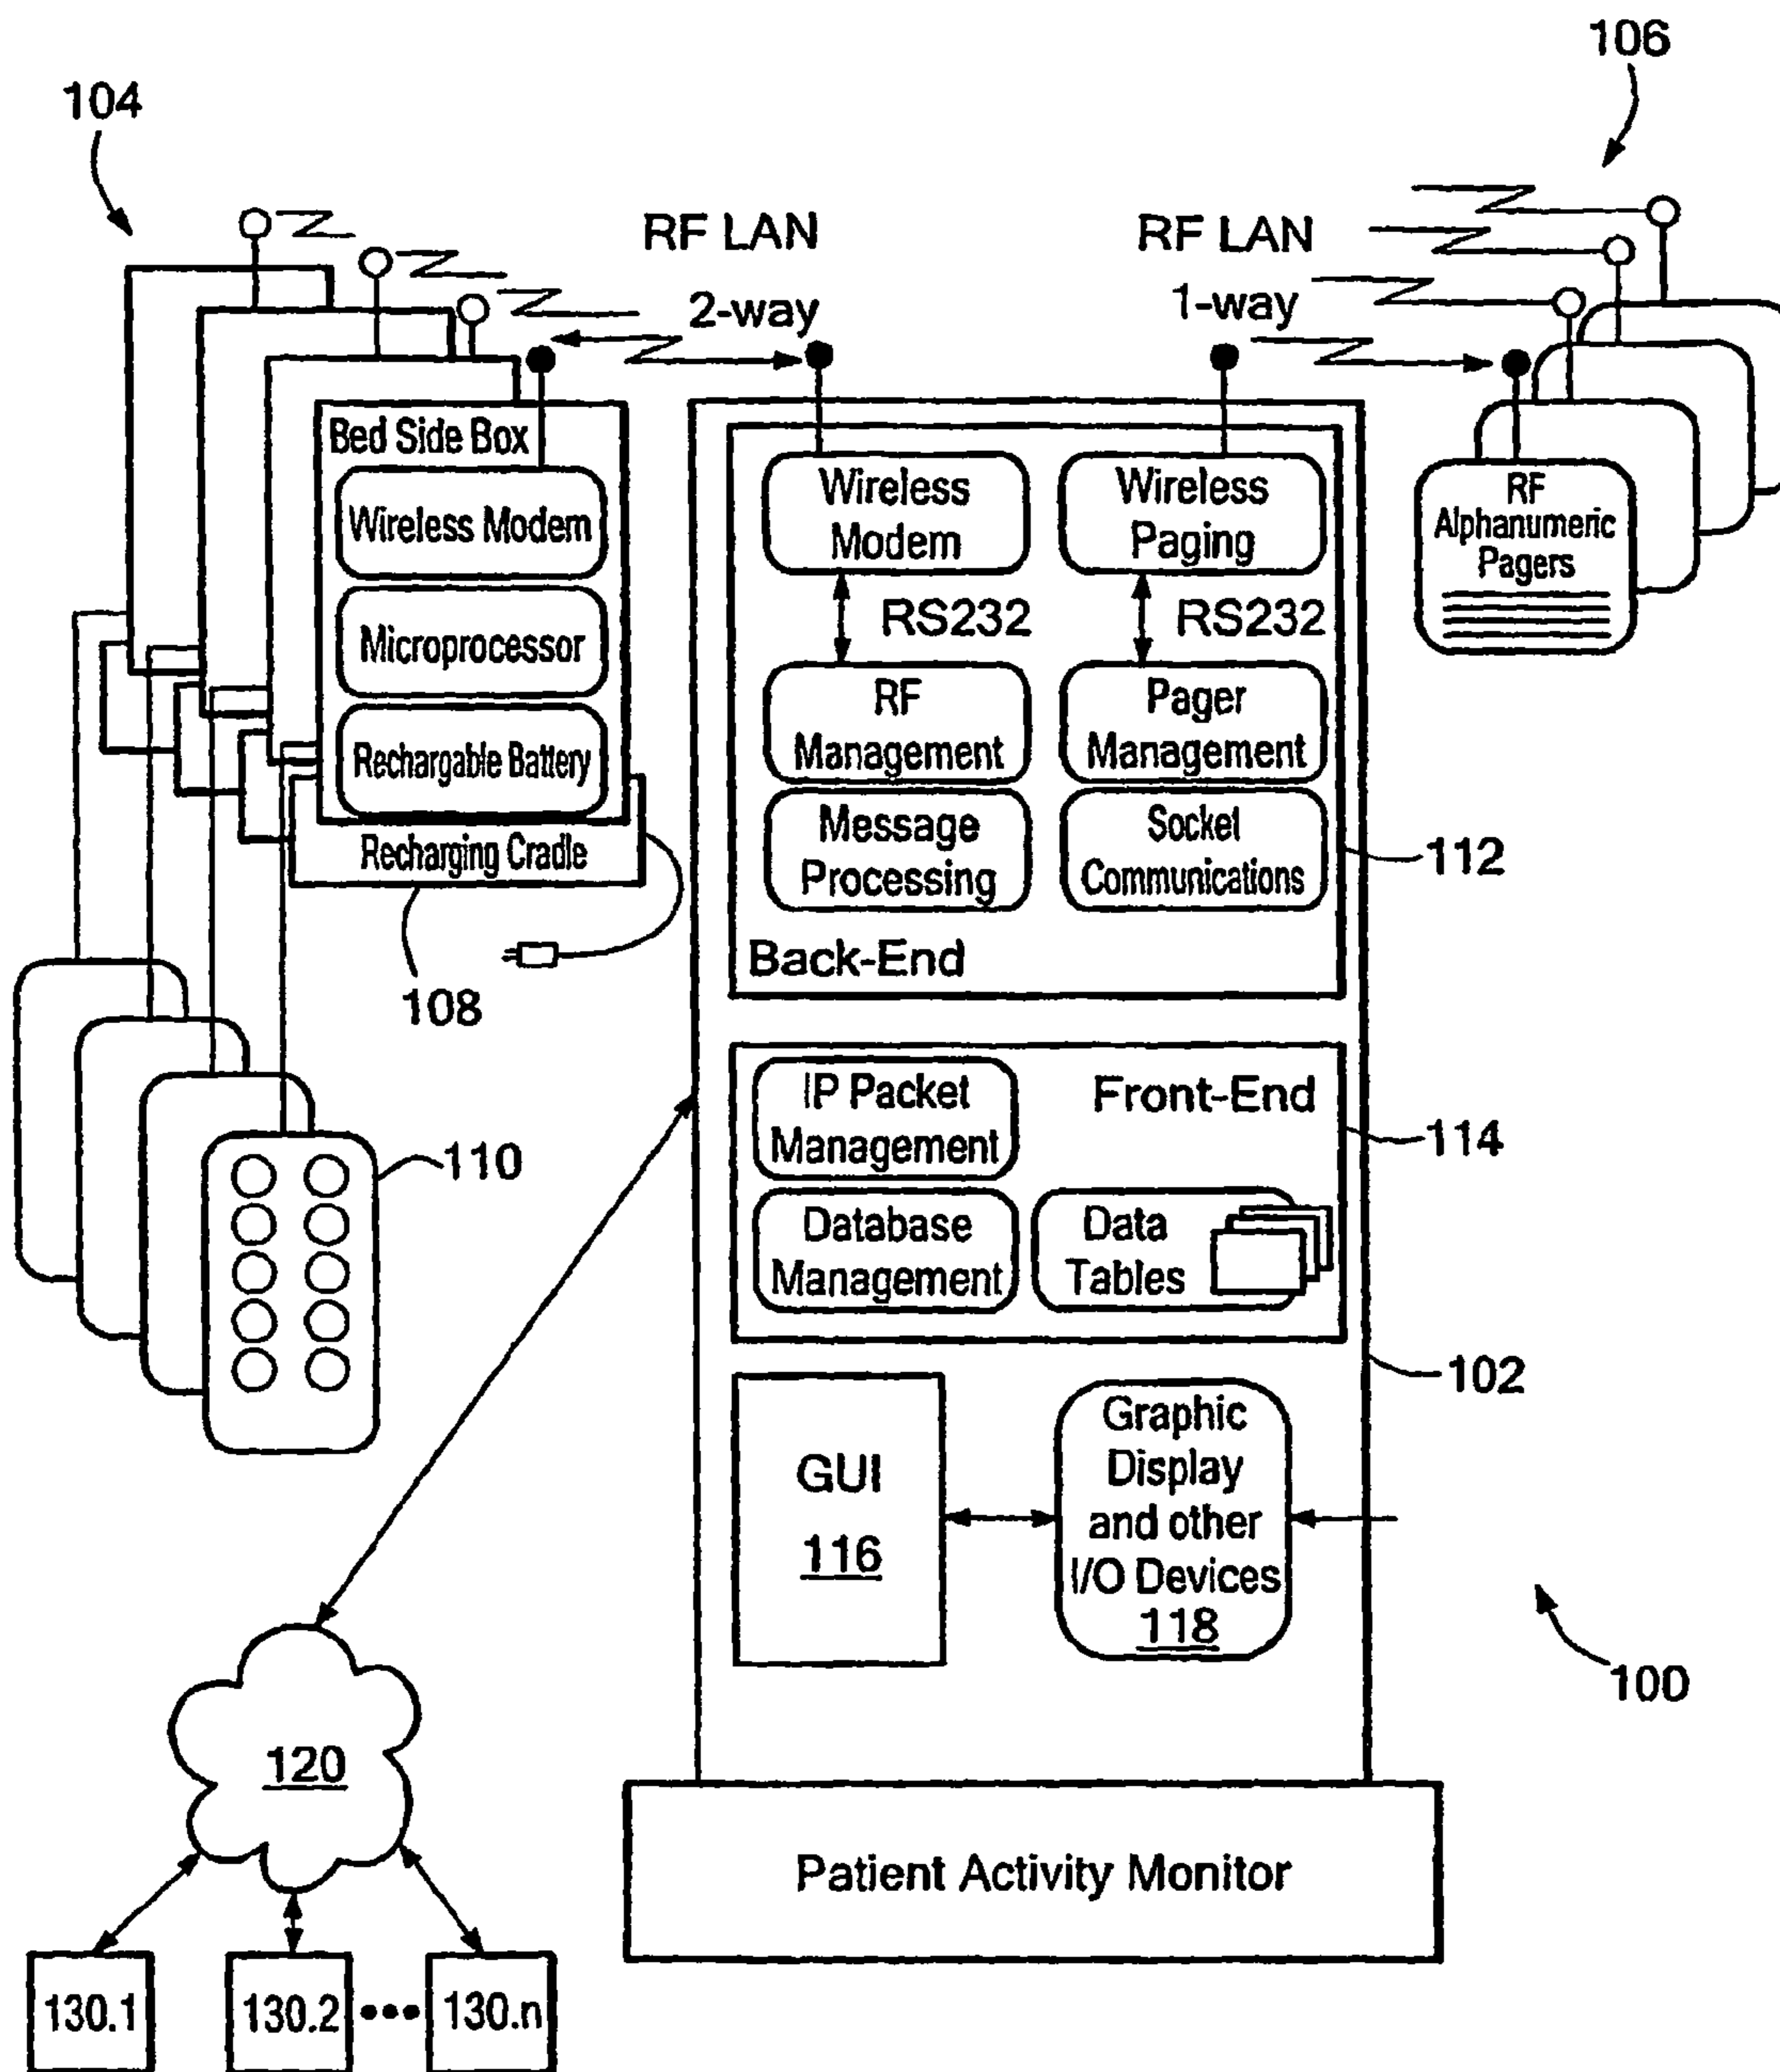 106
104
RF LAN
RF LAN
2-way
1-way
Bed Side Box
Wireless Modem
Microprocessor
Rechargable Battery
Recharging Cradle
108
110
Wireless
Modem
Wireless
Paging
RS232
RS232
RF
Management
Pager
Management
Message
Processing
Socket
Communications
Back-End
112
RF
Alphanumeric
Pagers
IP Packet
Management
Front-End
114
Database
Management
Data
Tables
102
GUI
116
Graphic
Display
and other
I/O Devices
118
100
120
Patient Activity Monitor
130.1
130.2
•••
130.n